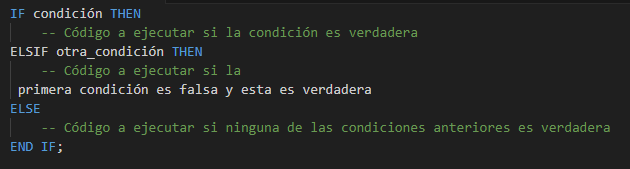 IF condición THEN
-- Código a ejecutar si la condición es verdadera
ELSIF otra_condición THEN
-- Código a ejecutar si la
primera condición es falsa y esta es verdadera
ELSE
-- Código a ejecutar si ninguna de las condiciones anteriores es verdadera
END IF;